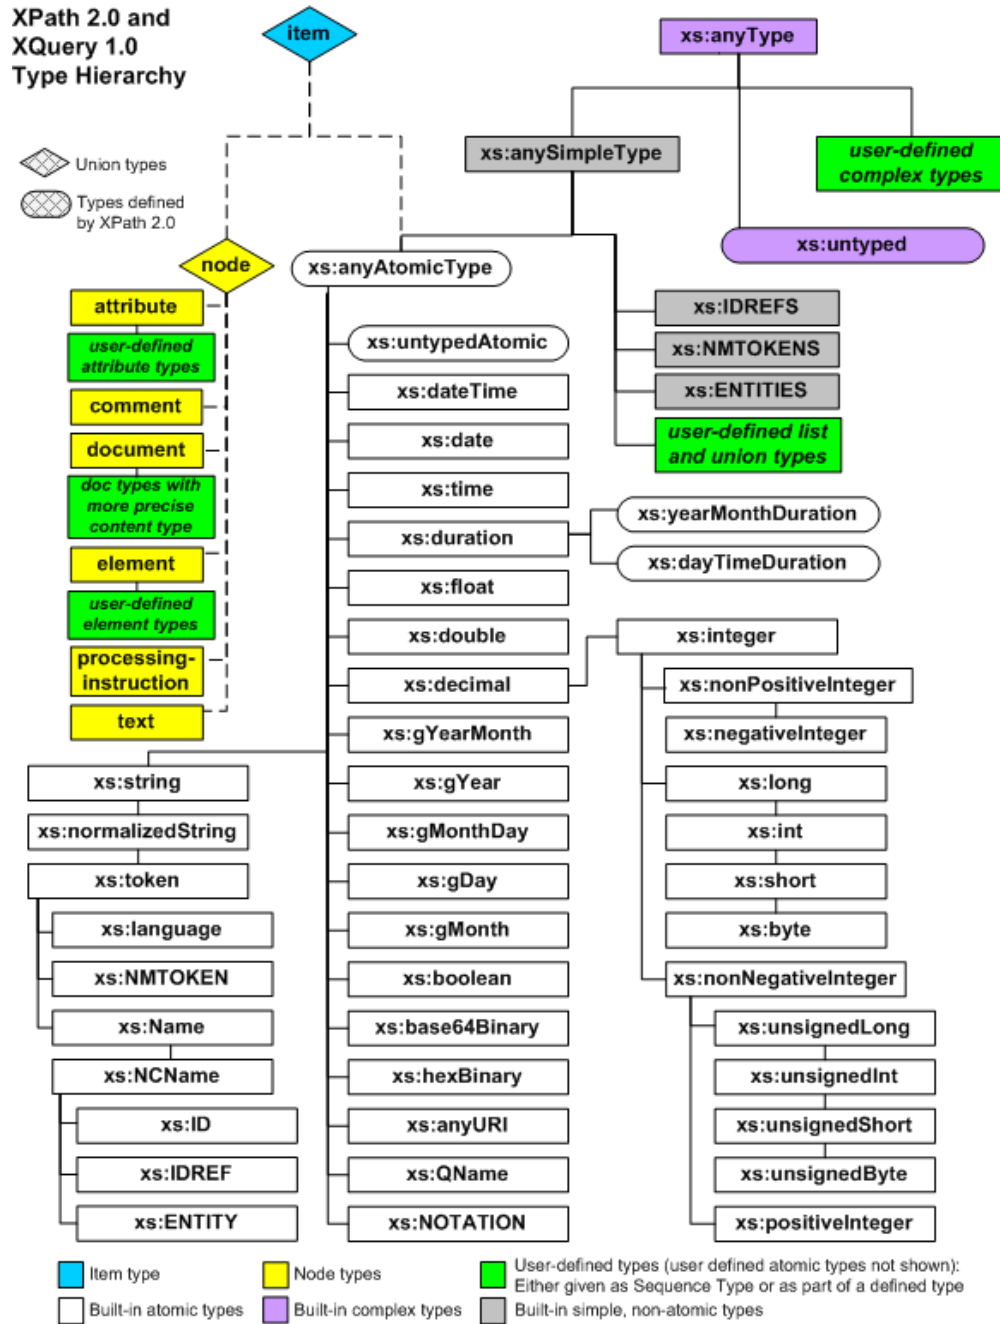 XPath 2.0 and
XQuery 1.0
Type Hierarchy
item
xs:anyType
Union types
Types defined
by XPath 2.0
xs:anySimpleType
user-defined
complex types
node
xs:anyAtomicType
xs:untyped
attribute
user-defined
attribute types
comment
document
doc types with
more precise
content type
element
user-defined
element types
processing-
instruction
text
xs:IDREFS
xs:NMTOKENS
xs:ENTITIES
user-defined list
and union types
xs:untypedAtomic
xs:dateTime
xs:date
xs:time
xs:duration
xs:yearMonthDuration
xs:dayTimeDuration
xs:float
xs:double
xs:decimal
xs:integer
xs:nonPositiveInteger
xs:negativeInteger
xs:long
xs:int
xs:short
xs:byte
xs:nonNegativeInteger
xs:unsignedLong
xs:unsignedInt
xs:unsignedShort
xs:unsignedByte
xs:positiveInteger
xs:gYearMonth
xs:gYear
xs:gMonthDay
xs:gDay
xs:gMonth
xs:boolean
xs:base64Binary
xs:hexBinary
xs:anyURI
xs:QName
xs:NOTATION
xs:string
xs:normalizedString
xs:token
xs:language
xs:NMTOKEN
xs:Name
xs:NCName
xs:ID
xs:IDREF
xs:ENTITY
Item type
Node types
User-defined types (user defined atomic types not shown):
Either given as Sequence Type or as part of a defined type
Built-in atomic types
Built-in complex types
Built-in simple, non-atomic types